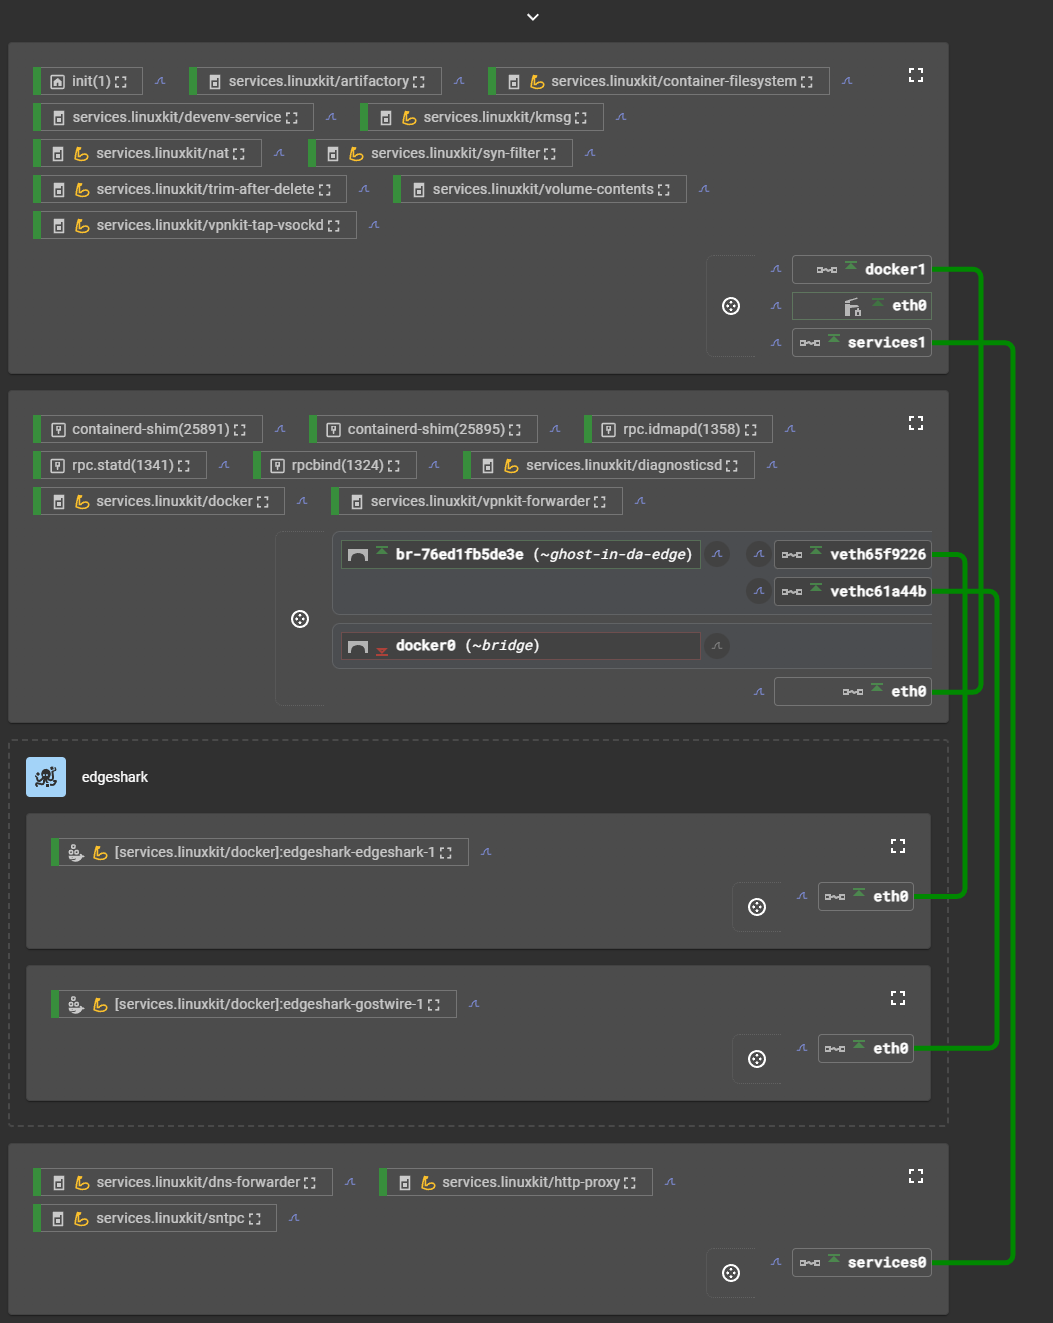 init(1) services.linuxkit/artifactory services.linuxkit/container-filesystem
services.linuxkit/devenv-service services.linuxkit/kmsg
services.linuxkit/nat services.linuxkit/syn-filter
services.linuxkit/trim-after-delete services.linuxkit/volume-contents
services.linuxkit/vpnkit-tap-vsockd
docker1
eth0
services1
containerd-shim(25891) containerd-shim(25895) rpc.idmapd(1358)
rpc.statd(1341) rpcbind(1324) services.linuxkit/diagnosticsd
services.linuxkit/docker services.linuxkit/vpnkit-forwarder
br-76ed1fb5de3e (~ghost-in-da-edge) veth65f9226
vethc61a44b
docker0 (~bridge)
eth0
edgeshark
[services.linuxkit/docker]:edgeshark-edgeshark-1
eth0
[services.linuxkit/docker]:edgeshark-gostwire-1
eth0
services.linuxkit/dns-forwarder services.linuxkit/http-proxy
services.linuxkit/sntpc
services0